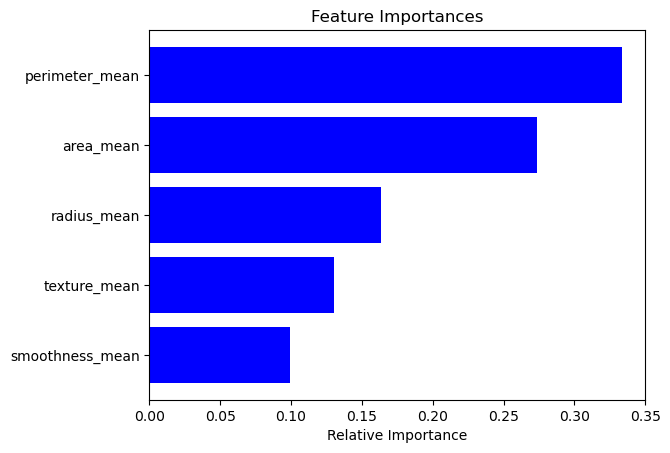 Feature Importances
perimeter_mean
area_mean
radius_mean
texture_mean
smoothness_mean
0.00 0.05 0.10 0.15 0.20 0.25 0.30 0.35
Relative Importance